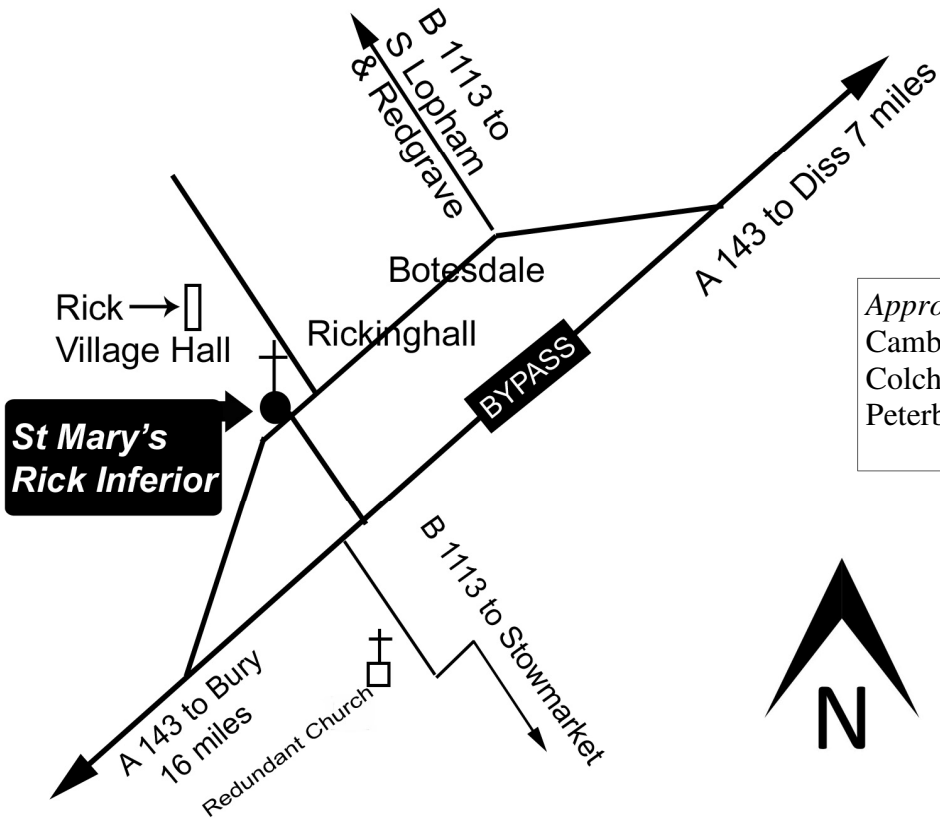 B 1113 to
S Lopham
& Redgrave
A 143 to Diss 7 miles
Botesdale
Rick
Village Hall
Rickinghall
BYPASS
St Mary's
Rick Inferior
B 1113 to Stowmarket
A 143 to Bury
16 miles
Redundant Church
N